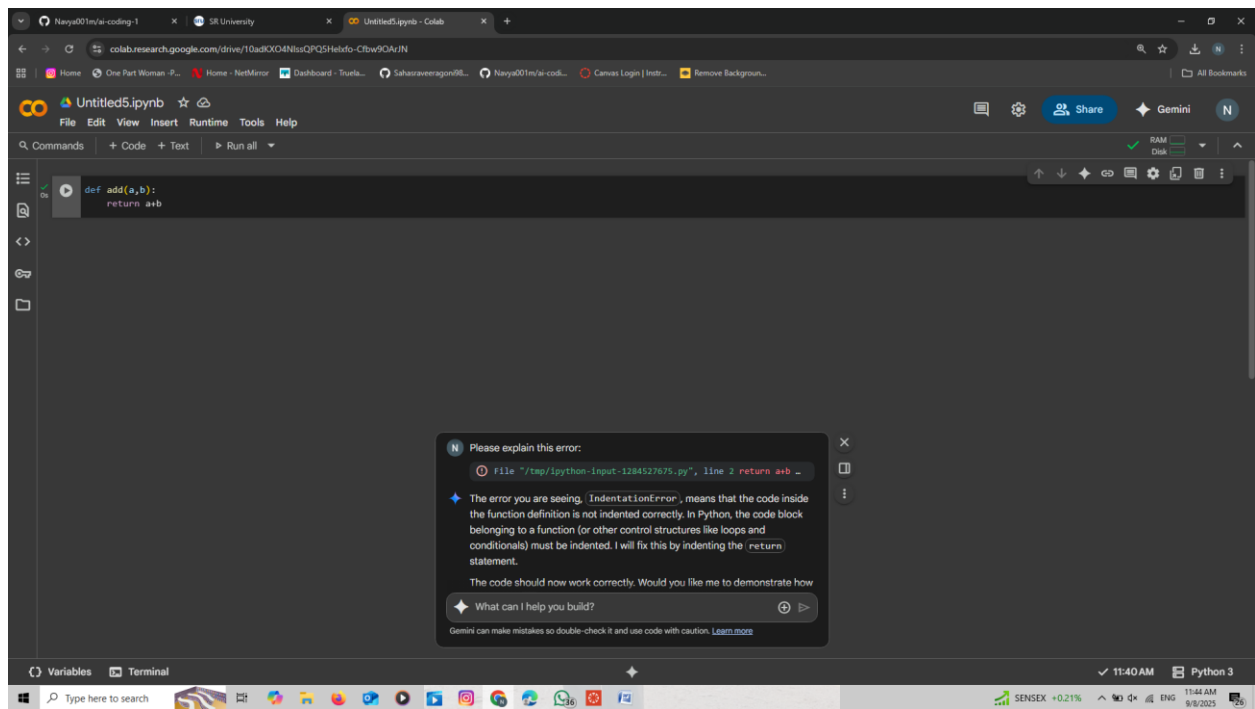 Navya001m/ai-coding-1
SR University
Untitled5.ipynb - Colab
colab.research.google.com/drive/10adKXO4NIssQPQ5Helxfo-Cfbw9OArJN
Home
One Part Woman -P...
Home - NetMirror
Dashboard - Truela...
Sahasraveeragoni98...
Navya001m/ai-codi...
Canvas Login | Instr...
Remove Backgroun...
All Bookmarks
CO
Untitled5.ipynb
File Edit View Insert Runtime Tools Help
Share
Gemini
N
Commands + Code + Text Run all
RAM
Disk
0s
def add(a,b):
return a+b
N Please explain this error:
File "/tmp/ipython-input-1284527675.py", line 2 return a+b …
The error you are seeing, IndentationError, means that the code inside
the function definition is not indented correctly. In Python, the code block
belonging to a function (or other control structures like loops and
conditionals) must be indented. I will fix this by indenting the return
statement.
The code should now work correctly. Would you like me to demonstrate how
What can I help you build?
Gemini can make mistakes so double-check it and use code with caution. Learn more
Variables Terminal
11:40 AM Python 3
Type here to search
36
SENSEX +0.21%
ENG
11:44 AM
9/8/2025
26